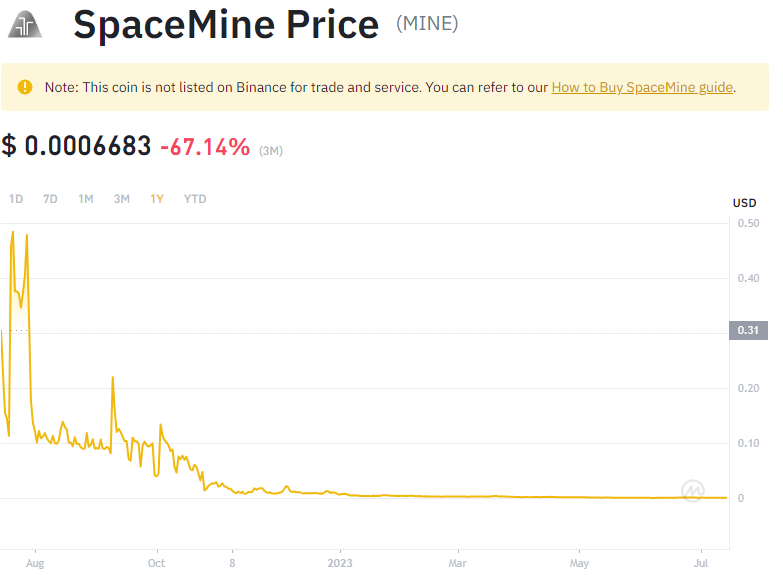 SpaceMine Price (MINE)
Note: This coin is not listed on Binance for trade and service. You can refer to our How to Buy SpaceMine guide.
$ 0.0006683 -67.14% (3M)
1D 7D 1M 3M 1Y YTD
USD
0.50
0.40
0.31
0.20
0.10
0
Aug Oct 8 2023 Mar May Jul